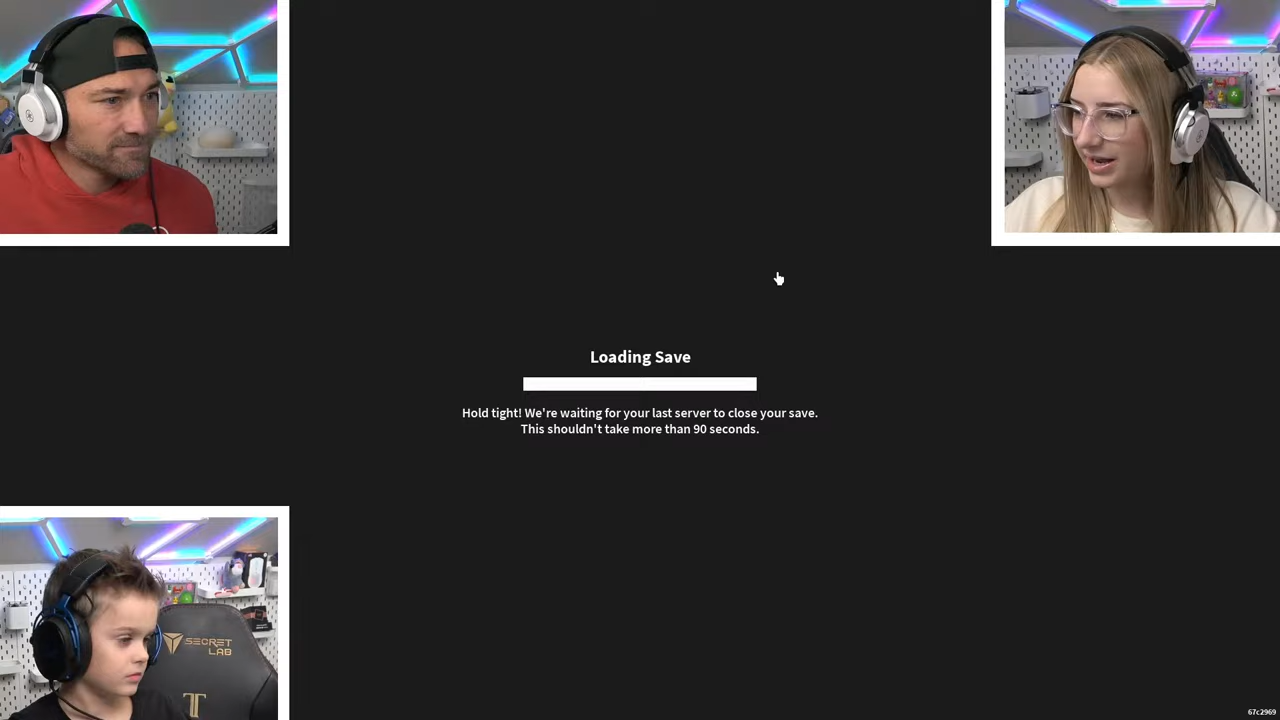 Loading Save
Hold tight! We're waiting for your last server to close your save.
This shouldn't take more than 90 seconds.
SECRET
LAB
67c2969